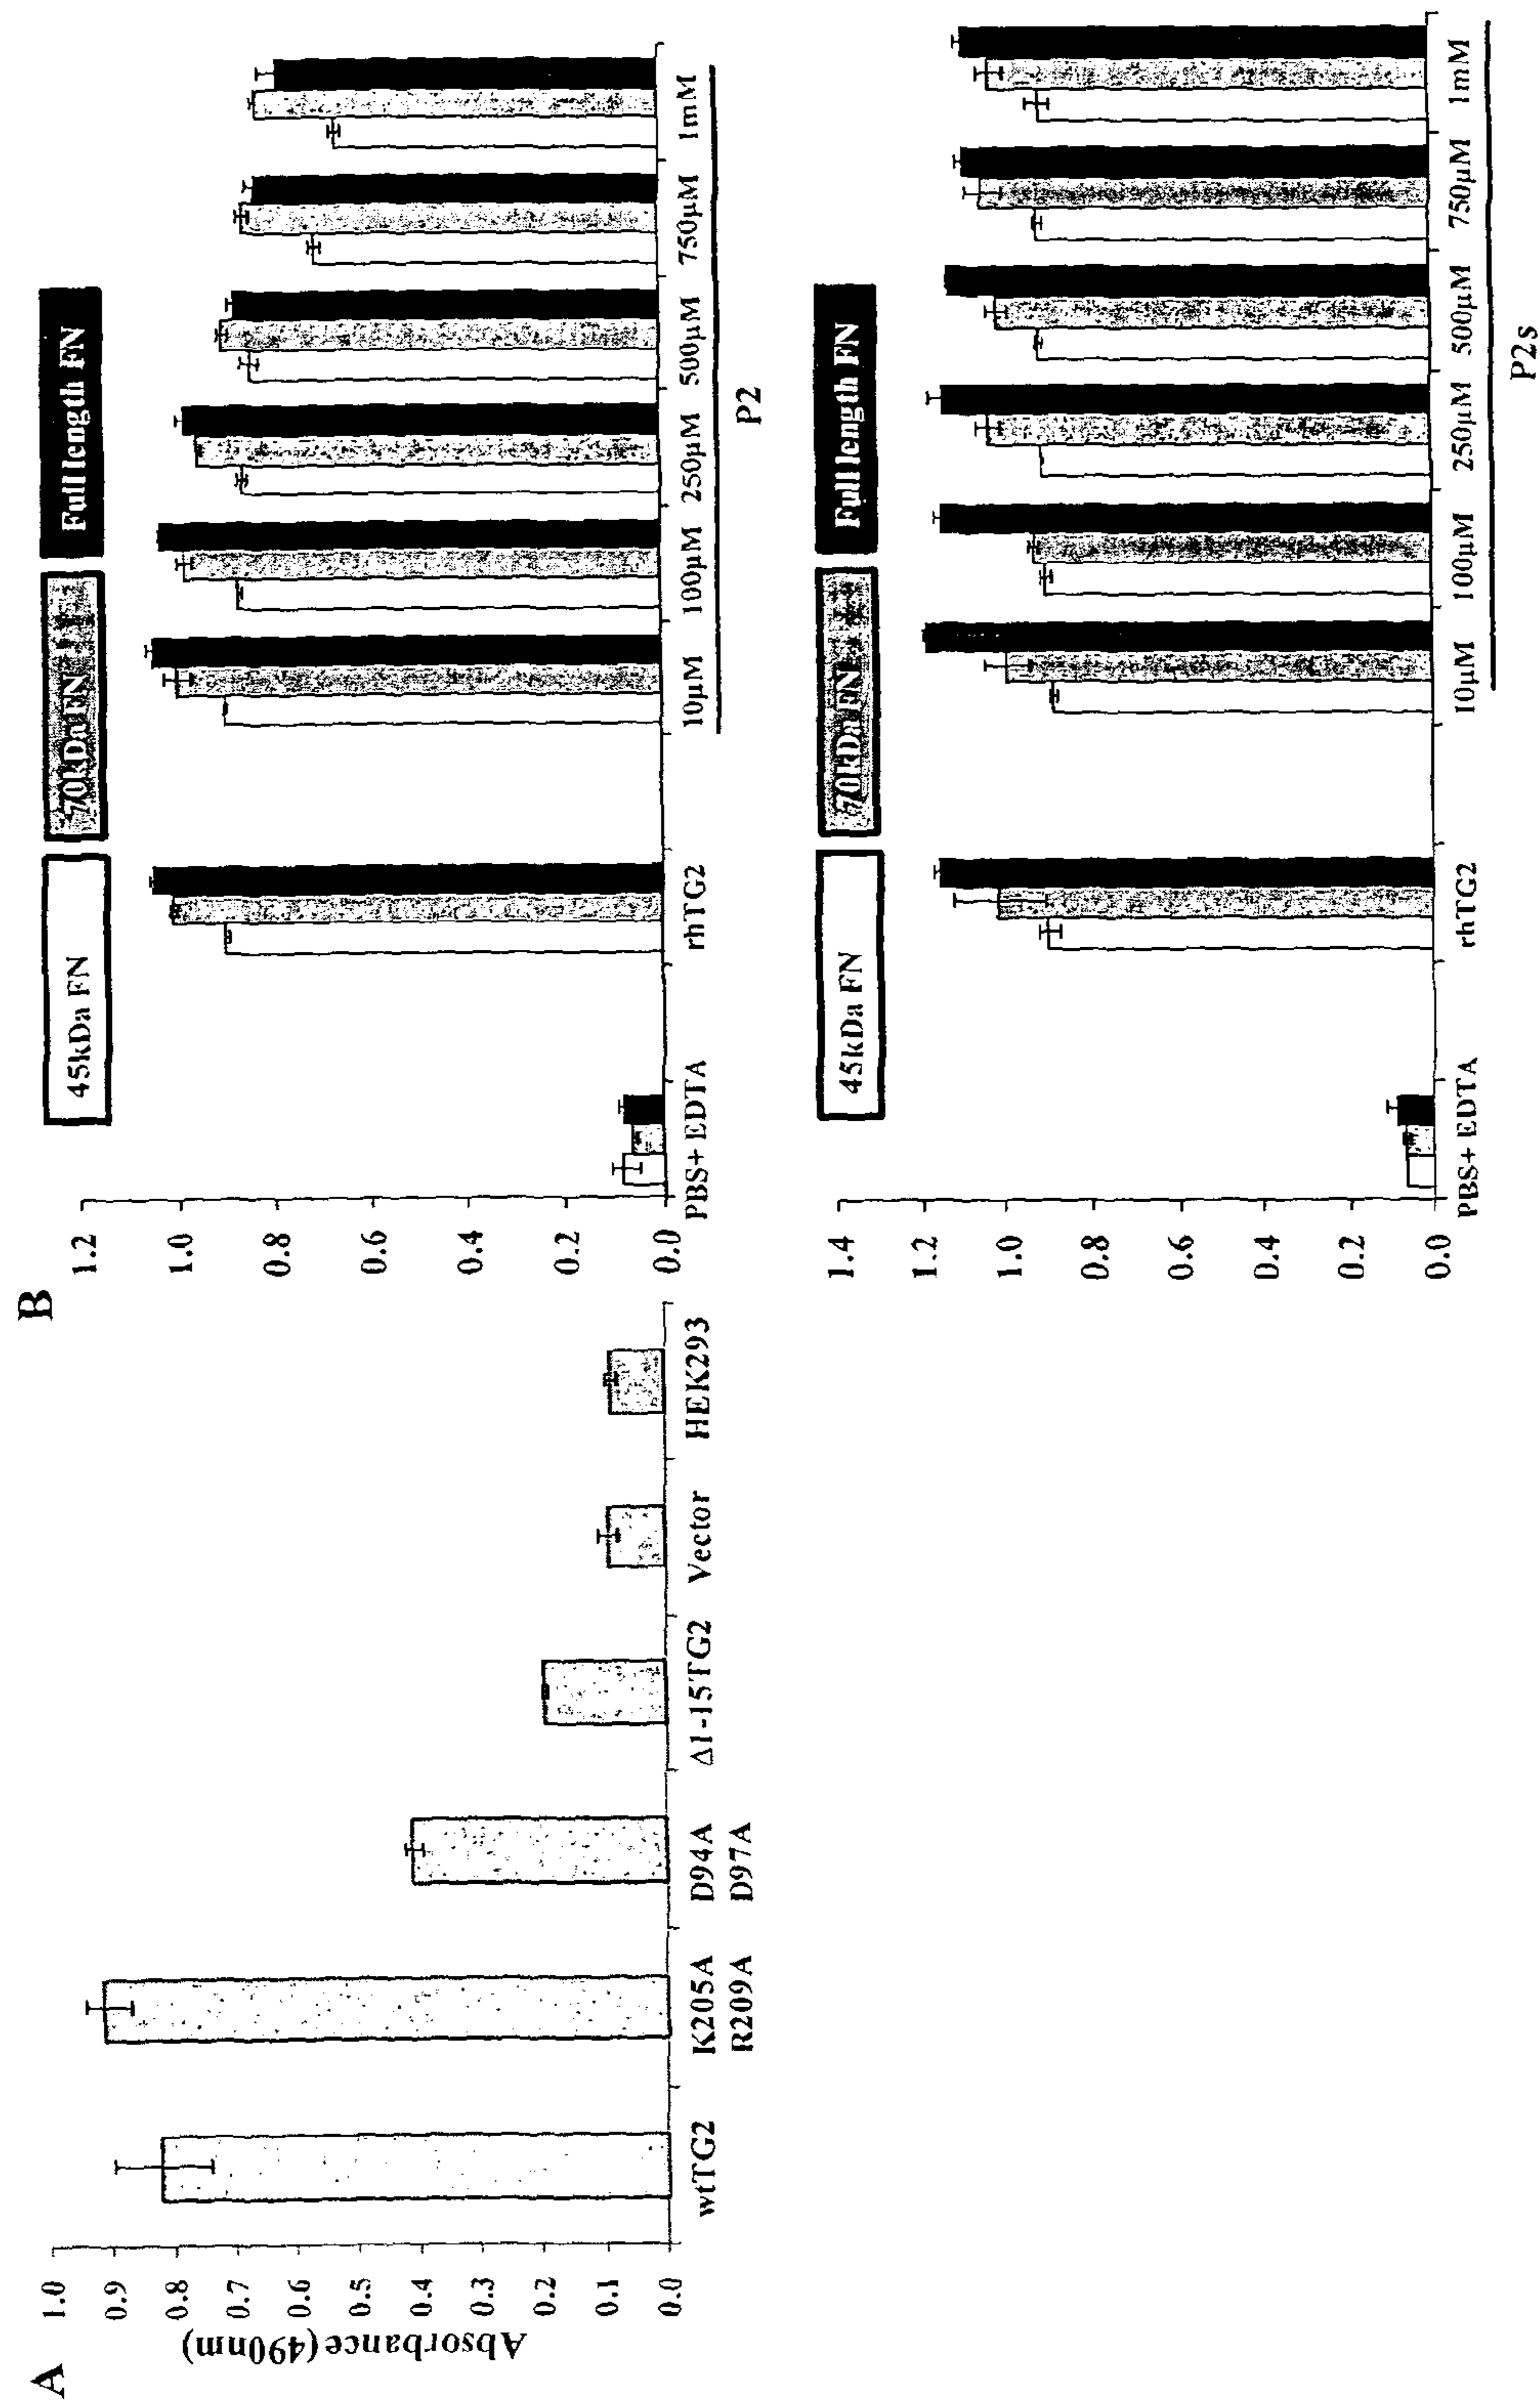 A
Absorbance (490nm)
1.0
0.9
0.8
0.7
0.6
0.5
0.4
0.3
0.2
0.1
0.0
wtTG2
K205A
R209A
D94A
D97A
Δ1-15TG2
Vector
HEK293
B
45kDa FN
70kDa FN
Full length FN
1.2
1.0
0.8
0.6
0.4
0.2
0.0
PBS+ EDTA
rhTG2
10μM
100μM
250μM
500μM
750μM
1mM
P2
45kDa FN
70kDa FN
Full length FN
1.4
1.2
1.0
0.8
0.6
0.4
0.2
0.0
PBS+ EDTA
rhTG2
10μM
100μM
250μM
500μM
750μM
1mM
P2s